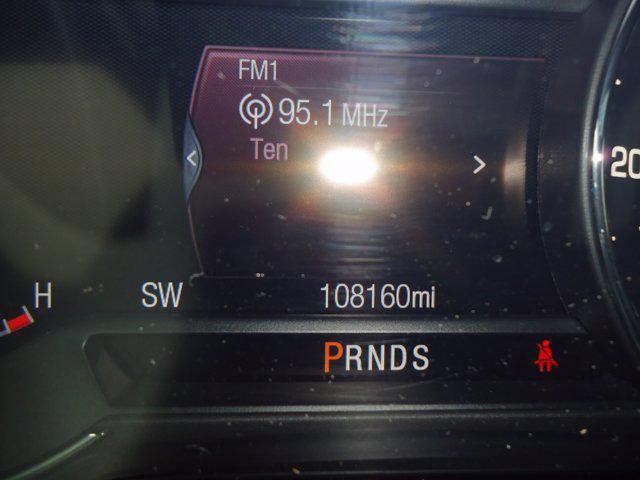 FM1
95.1 MHz
Ten
20
H
SW
108160mi
PRNDS